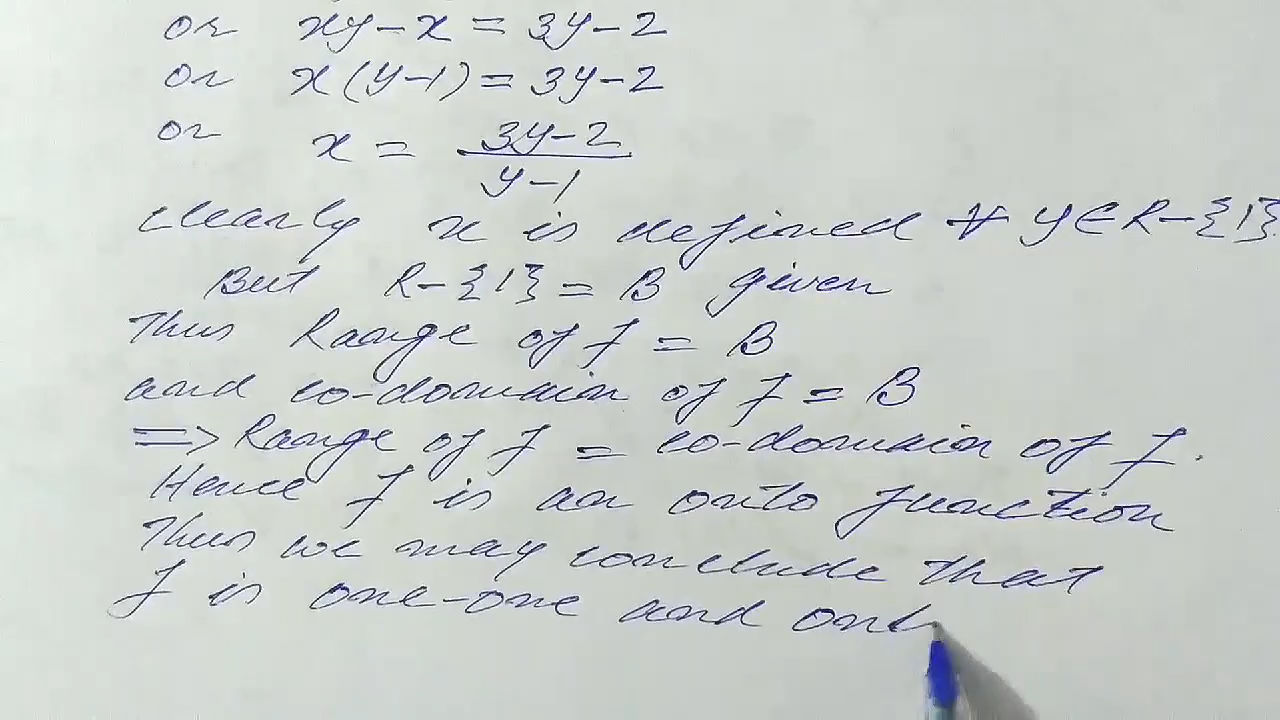 or xy-x = 3y-2
or x(y-1) = 3y-2
or x = 3y-2 / y-1
clearly x is defined ∀ y∈R-{1}
But R-{1} = B given
Thus Range of f = B
and co-domain of f = B
=> Range of f = co-domain of f.
Hence f is an onto function
Thus we may conclude that
f is one-one and ont